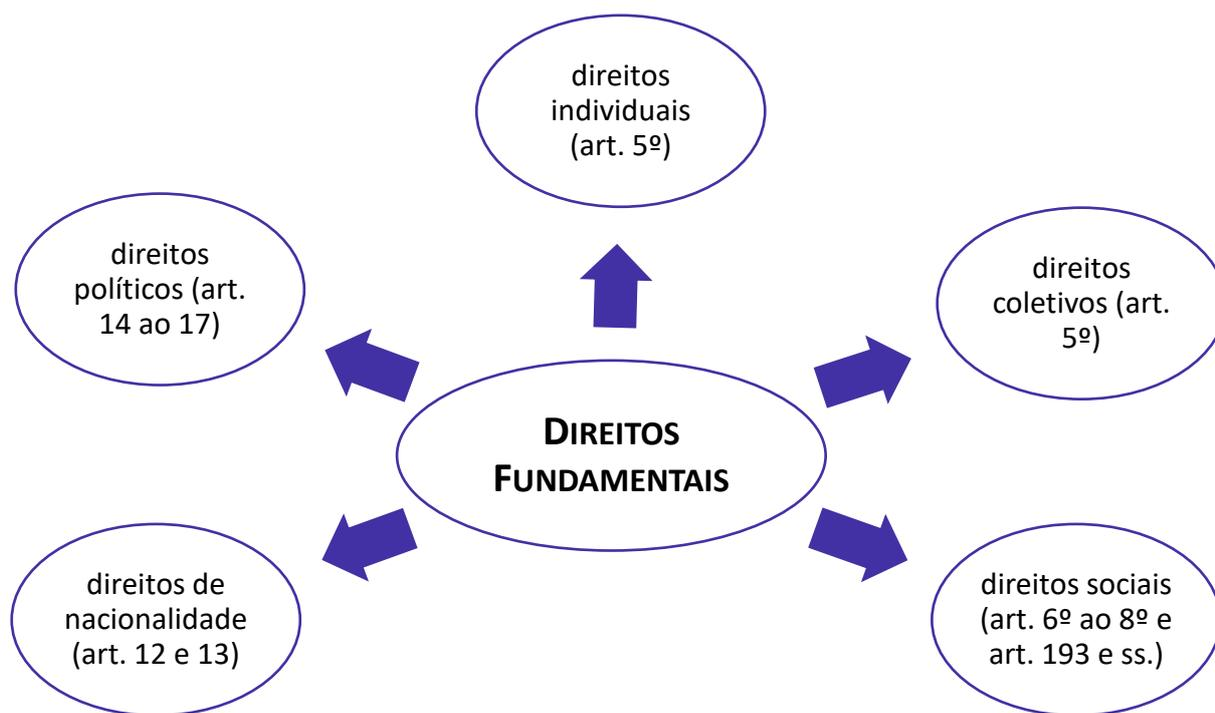 direitos
individuais
(art. 5º)
direitos
políticos (art.
14 ao 17)
direitos
coletivos (art.
5º)
DIREITOS
FUNDAMENTAIS
direitos de
nacionalidade
(art. 12 e 13)
direitos sociais
(art. 6º ao 8º e
art. 193 e ss.)